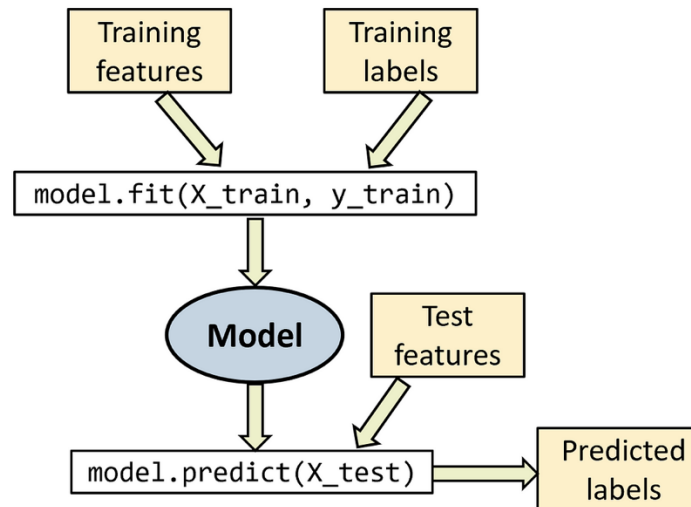 Training
features
Training
labels
model.fit(X_train, y_train)
Model
Test
features
model.predict(X_test)
Predicted
labels